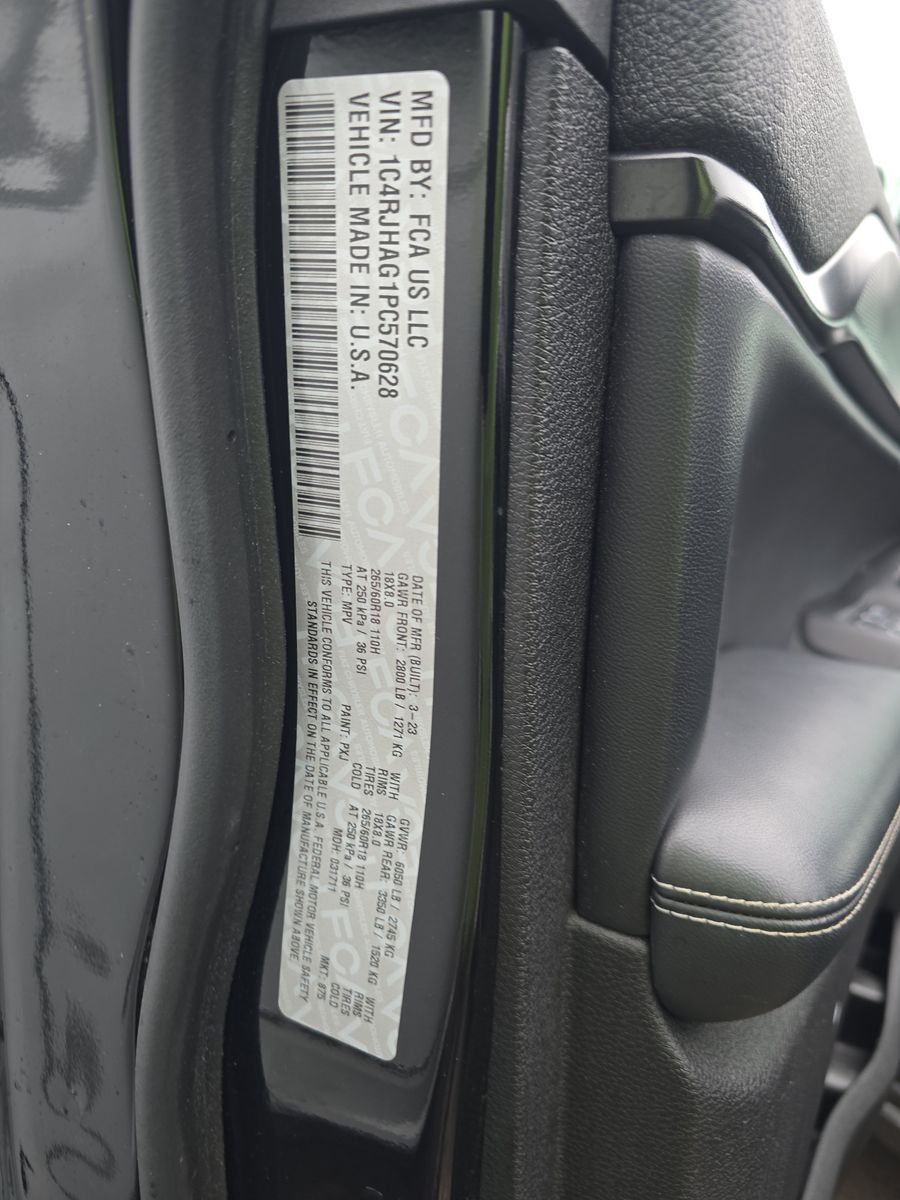 MFD BY: FCA US LLC
VIN: 1C4RJHAG1PC570628
VEHICLE MADE IN: U.S.A.
DATE OF MFR (BUILT): 3-23 GVWR: 6050 LB / 2745 KG
GAWR FRONT: 2800 LB / 1271 KG WITH GAWR REAR: 3350 LB / 1520 KG WITH
18X8.0 RIMS 18X8.0 RIMS
265/60R18 110H TIRES 265/60R18 110H TIRES
AT 250 kPa / 36 PSI COLD AT 250 kPa / 36 PSI COLD
TYPE: MPV PAINT: PXJ MDH: 031711 MKT: 875
THIS VEHICLE CONFORMS TO ALL APPLICABLE U.S.A. FEDERAL MOTOR VEHICLE SAFETY
STANDARDS IN EFFECT ON THE DATE OF MANUFACTURE SHOWN ABOVE.